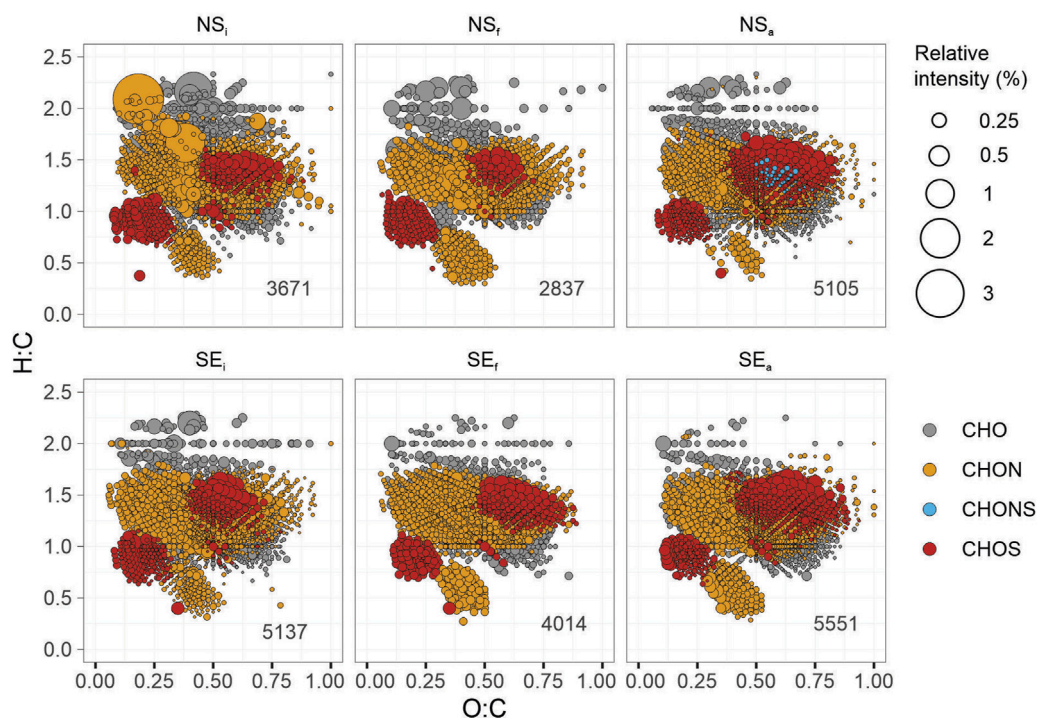 NSi NSf NSa
Relative
intensity (%)
2.5
2.0
1.5
1.0
0.5
0.0
3671 2837 5105
0.25
0.5
1
2
3
H:C
SEi SEf SEa
2.5
2.0
1.5
1.0
0.5
0.0
5137 4014 5551
CHO
CHON
CHONS
CHOS
0.00 0.25 0.50 0.75 1.00 0.00 0.25 0.50 0.75 1.00 0.00 0.25 0.50 0.75 1.00
O:C